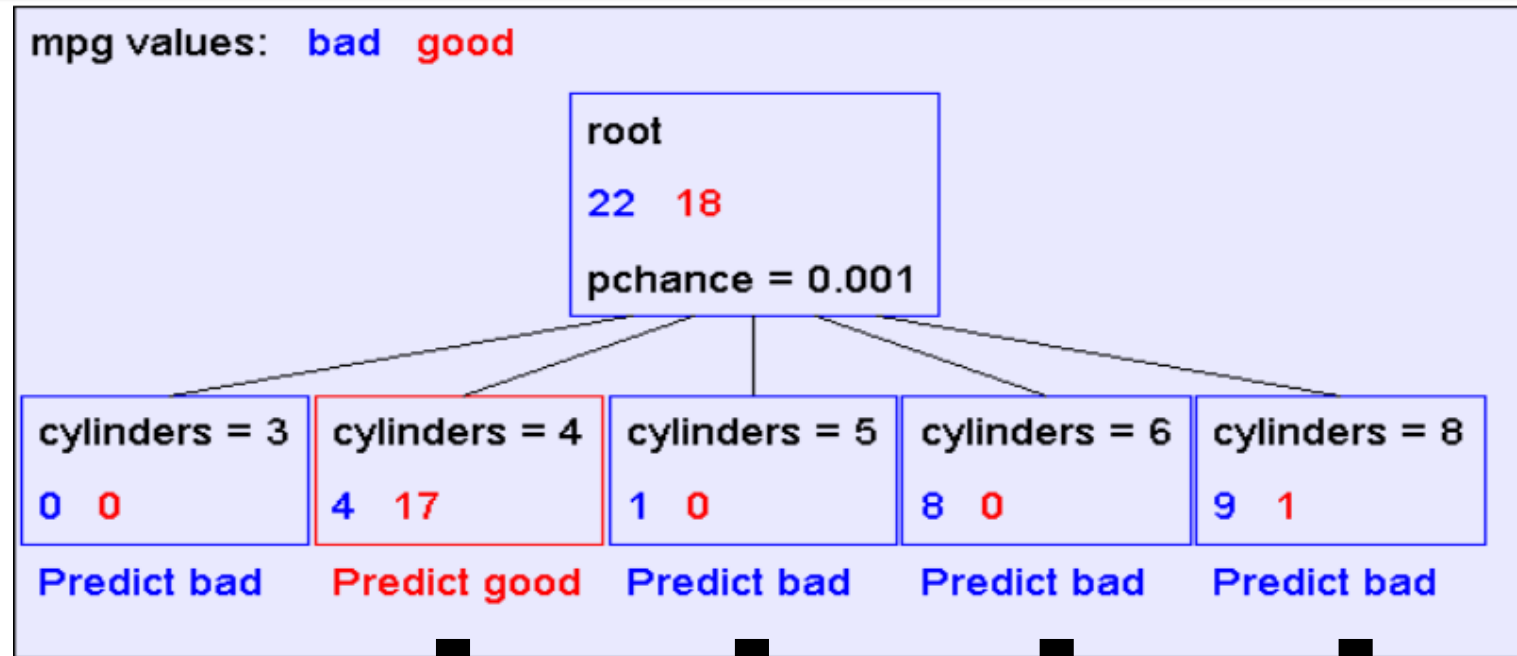 mpg values: bad good
root
22 18
pchance = 0.001
cylinders = 3
0 0
Predict bad
cylinders = 4
4 17
Predict good
cylinders = 5
1 0
Predict bad
cylinders = 6
8 0
Predict bad
cylinders = 8
9 1
Predict bad